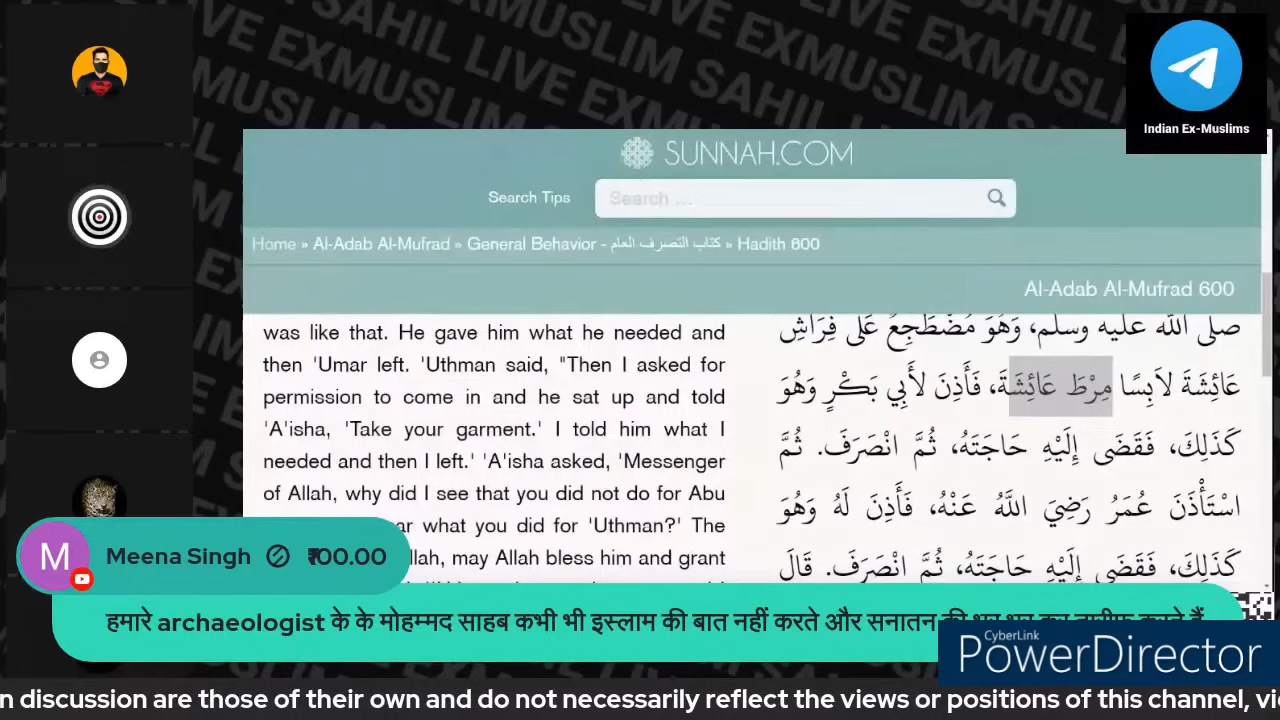 LIVE EXMUSLIM SAHIL LIVE EXMUSLIM SAHIL
Indian Ex-Muslims
SUNNAH.COM
Search Tips
Search ...
Home » Al-Adab Al-Mufrad » General Behavior - كتاب التصرف العام » Hadith 600
Al-Adab Al-Mufrad 600
was like that. He gave him what he needed and
then 'Umar left. 'Uthman said, "Then I asked for
permission to come in and he sat up and told
'A'isha, 'Take your garment.' I told him what I
needed and then I left.' 'A'isha asked, 'Messenger
of Allah, why did I see that you did not do for Abu
what you did for 'Uthman?' The
may Allah bless him and grant
صلى الله عليه وسلم، وَهُوَ مُضْطَجِعٌ عَلَى فِرَاشِ
عَائِشَةَ لاَبِسًا مِرْطَ عَائِشَةَ، فَأَذِنَ لأَبِي بَكْرٍ وَهُوَ
كَذَلِكَ، فَقَضَى إِلَيْهِ حَاجَتَهُ، ثُمَّ انْصَرَفَ‏.‏ ثُمَّ
اسْتَأْذَنَ عُمَرُ رَضِيَ اللَّهُ عَنْهُ، فَأَذِنَ لَهُ وَهُوَ
كَذَلِكَ، فَقَضَى إِلَيْهِ حَاجَتَهُ، ثُمَّ انْصَرَفَ‏.‏ قَالَ
M
Meena Singh ₹100.00
हमारे archaeologist के के मोहम्मद साहब कभी भी इस्लाम की बात नहीं करते और सनातन
CyberLink
PowerDirector
n discussion are those of their own and do not necessarily reflect the views or positions of this channel,